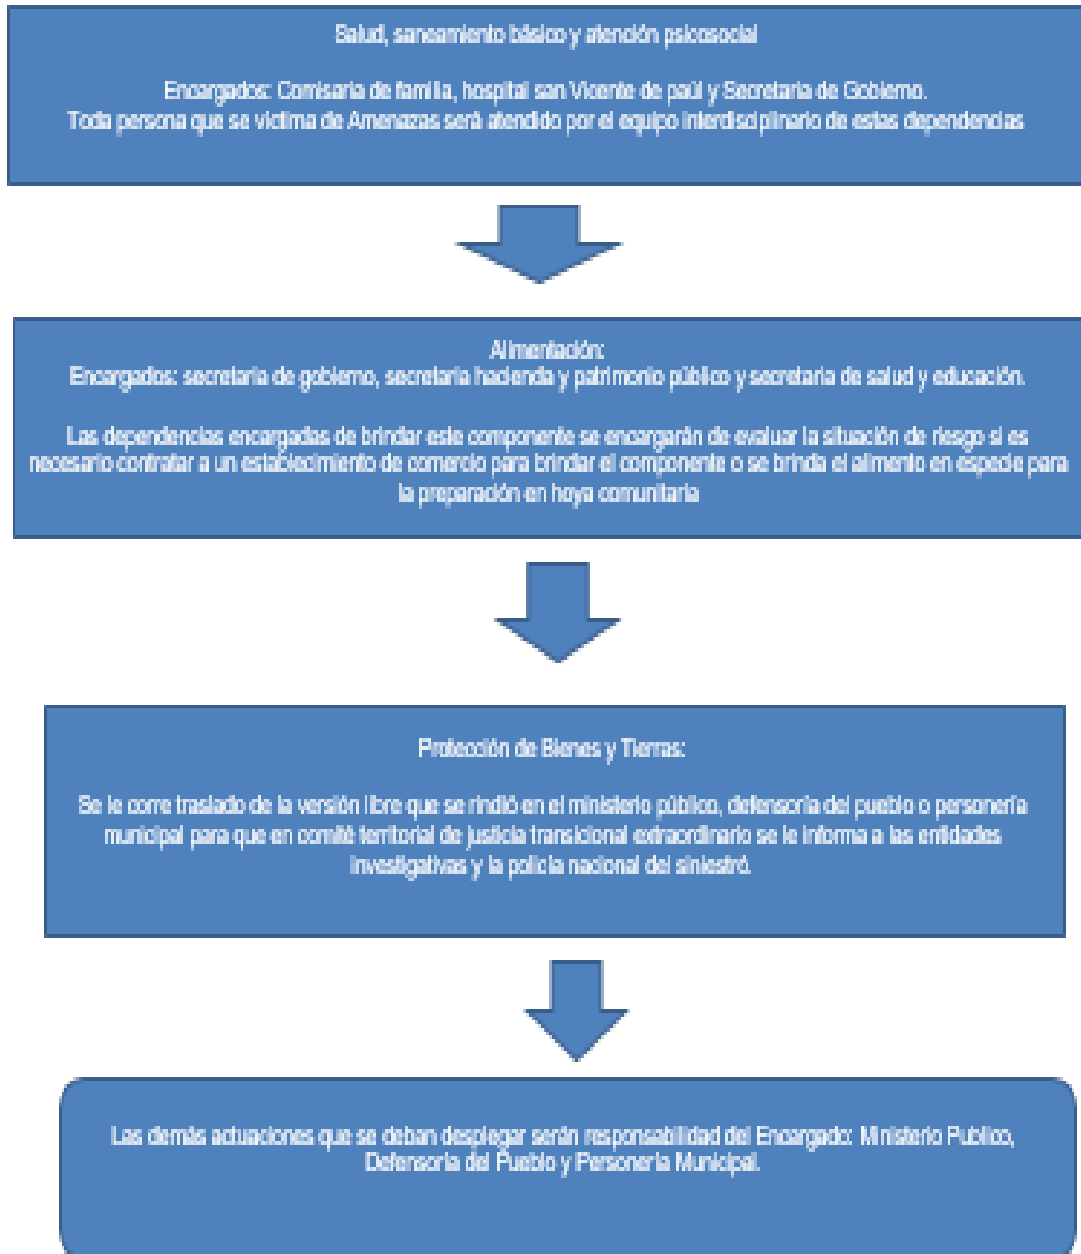 Salud, saneamiento básico y atención psicosocial
Encargados: Comisaria de familia, hospital san Vicente de paúl y Secretaria de Gobierno.
Toda persona que se victima de Amenazas será atendido por el equipo interdisciplinario de estas dependencias
Alimentación:
Encargados: secretaria de gobierno, secretaria hacienda y patrimonio público y secretaria de salud y educación.
Las dependencias encargadas de brindar este componente se encargarán de evaluar la situación de riesgo si es
necesario contratar a un establecimiento de comercio para brindar el componente o se brinda el alimento en especie para
la preparación en hoya comunitaria
Protección de Bienes y Tierras:
Se le corre traslado de la versión libre que se rindió en el ministerio público, defensoría del pueblo o personería
municipal para que en comité territorial de justicia transicional extraordinario se le informa a las entidades
investigativas y la policía nacional del siniestró.
Las demás actuaciones que se deban desplegar serán responsabilidad del Encargado: Ministerio Publico,
Defensoría del Pueblo y Personería Municipal.